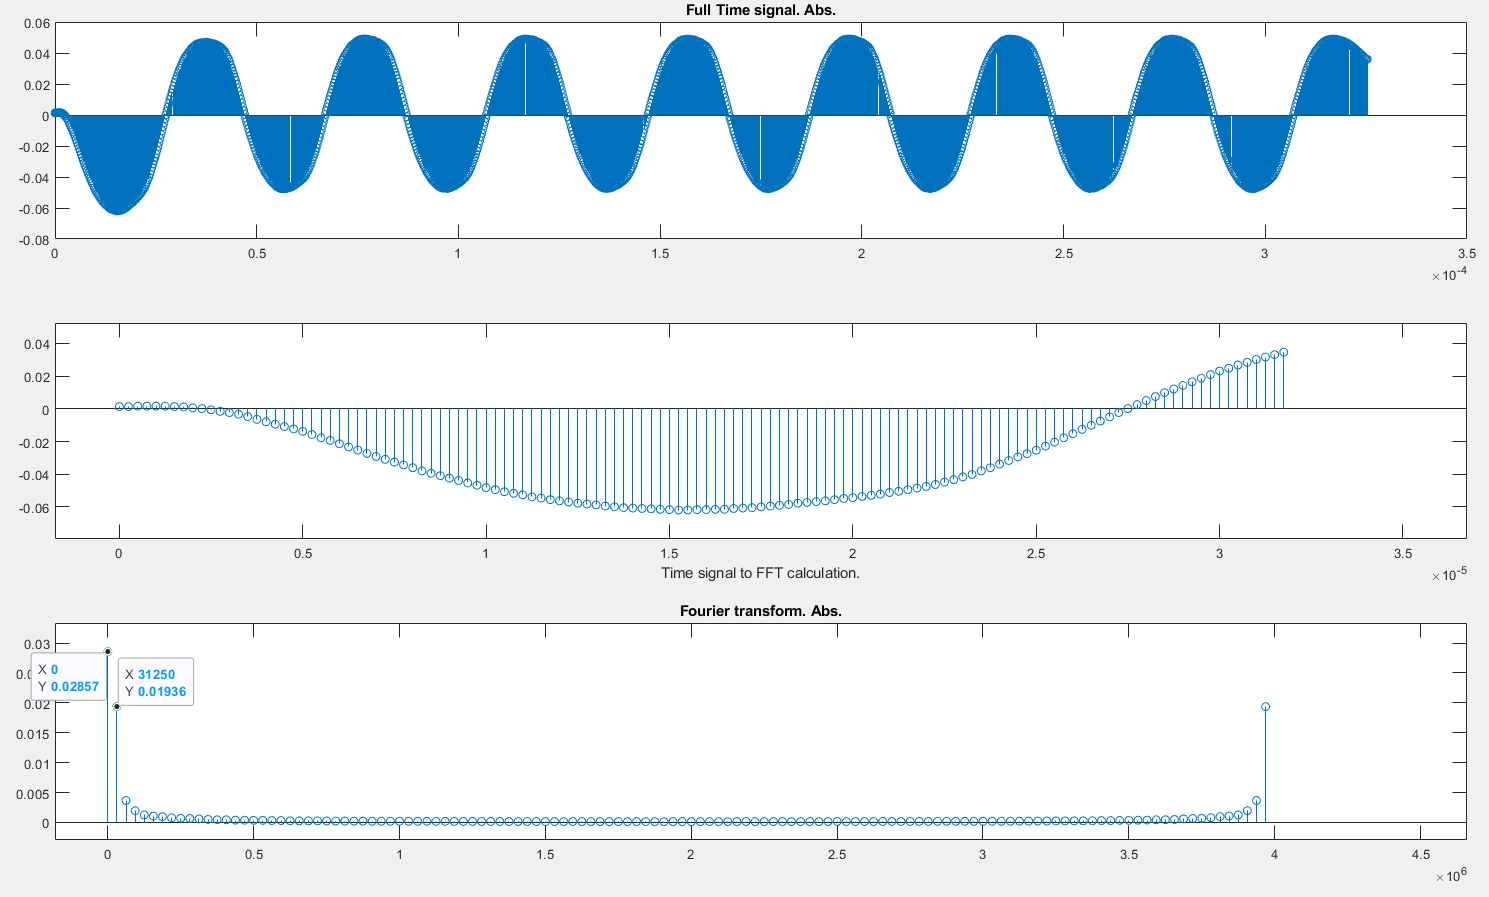 Full Time signal. Abs.
0.06
0.04
0.02
0
-0.02
-0.04
-0.06
-0.08
0 0.5 1 1.5 2 2.5 3 3.5
×10-4
0.04
0.02
0
-0.02
-0.04
-0.06
0 0.5 1 1.5 2 2.5 3 3.5
Time signal to FFT calculation.
×10-5
Fourier transform. Abs.
0.03
X 0
Y 0.02857
X 31250
Y 0.01936
0.02
0.015
0.01
0.005
0
0 0.5 1 1.5 2 2.5 3 3.5 4 4.5
×106